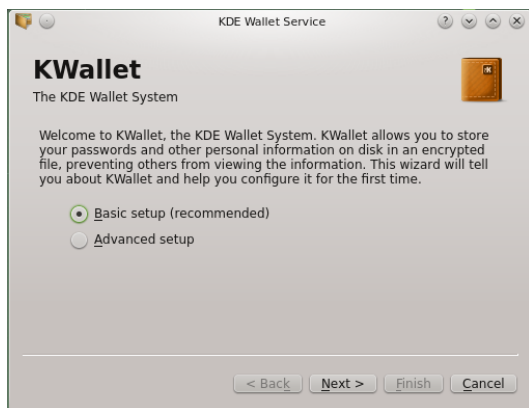 KDE Wallet Service
KWallet
The KDE Wallet System
Welcome to KWallet, the KDE Wallet System. KWallet allows you to store
your passwords and other personal information on disk in an encrypted
file, preventing others from viewing the information. This wizard will tell
you about KWallet and help you configure it for the first time.
Basic setup (recommended)
Advanced setup
< Back Next > Finish Cancel